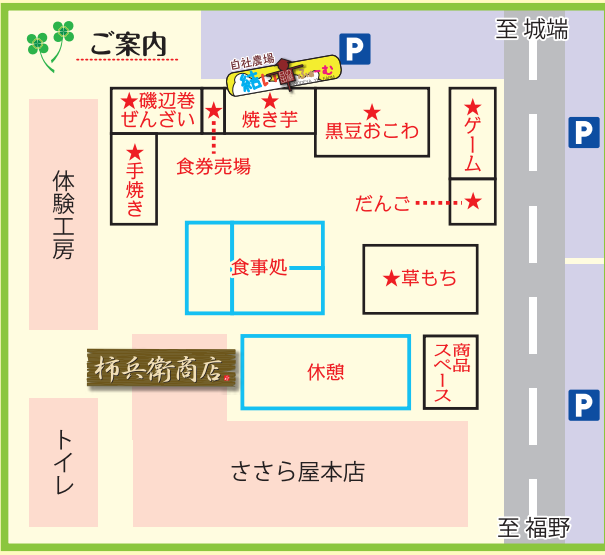 ご案内
至 城端
P
自社農場
★磯辺巻
ぜんざい
★
★
焼き芋
★
黒豆おこわ
★ゲーム
P
★手焼き
食券売場
だんご
★
体験工房
食事処
★草もち
柿兵衛商店
休憩
商品
スペース
P
トイレ
ささら屋本店
至 福野